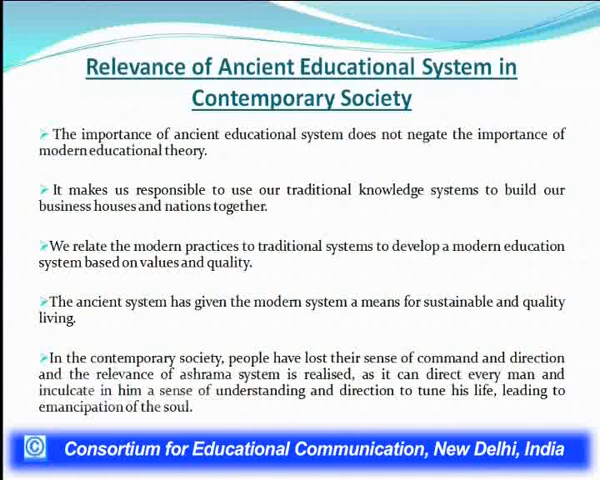 Relevance of Ancient Educational System in
Contemporary Society
The importance of ancient educational system does not negate the importance of
modern educational theory.
It makes us responsible to use our traditional knowledge systems to build our
business houses and nations together.
We relate the modern practices to traditional systems to develop a modern education
system based on values and quality.
The ancient system has given the modern system a means for sustainable and quality
living.
In the contemporary society, people have lost their sense of command and direction
and the relevance of ashrama system is realised, as it can direct every man and
inculcate in him a sense of understanding and direction to tune his life, leading to
emancipation of the soul.
© Consortium for Educational Communication, New Delhi, India